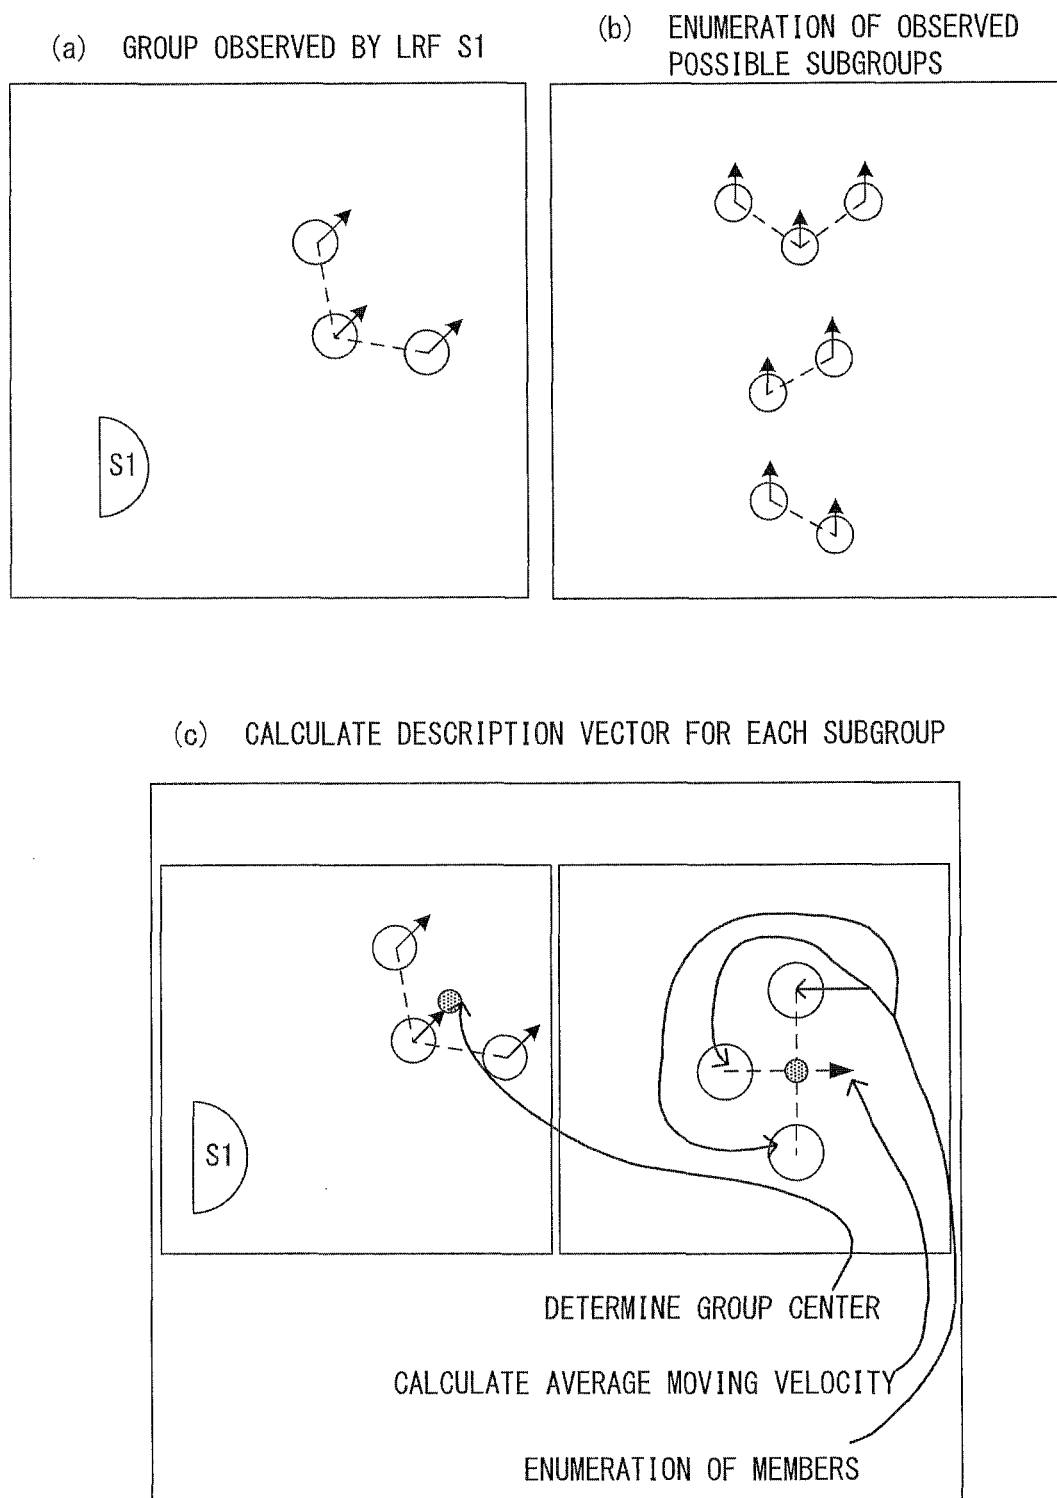 (a) GROUP OBSERVED BY LRF S1
(b) ENUMERATION OF OBSERVED
POSSIBLE SUBGROUPS
S1
(c) CALCULATE DESCRIPTION VECTOR FOR EACH SUBGROUP
S1
DETERMINE GROUP CENTER
CALCULATE AVERAGE MOVING VELOCITY
ENUMERATION OF MEMBERS